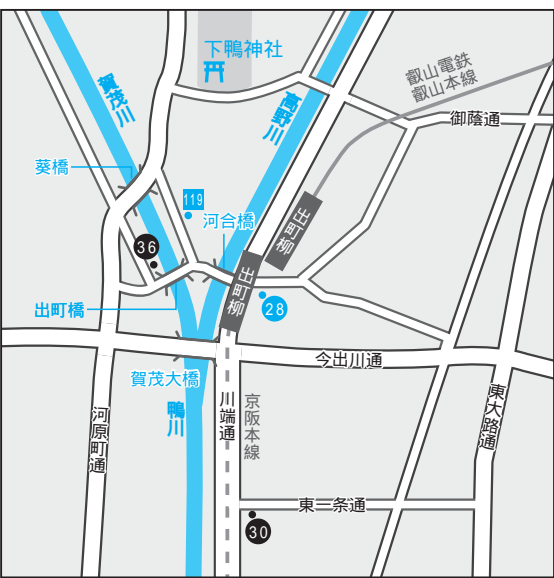 下鴨神社
叡山電鉄
叡山本線
賀茂川
高野川
御蔭通
葵橋
119
河合橋
出町柳
36
出町柳
出町橋
28
今出川通
賀茂大橋
鴨川
川端通
京阪本線
河原町通
東大路通
東一条通
30